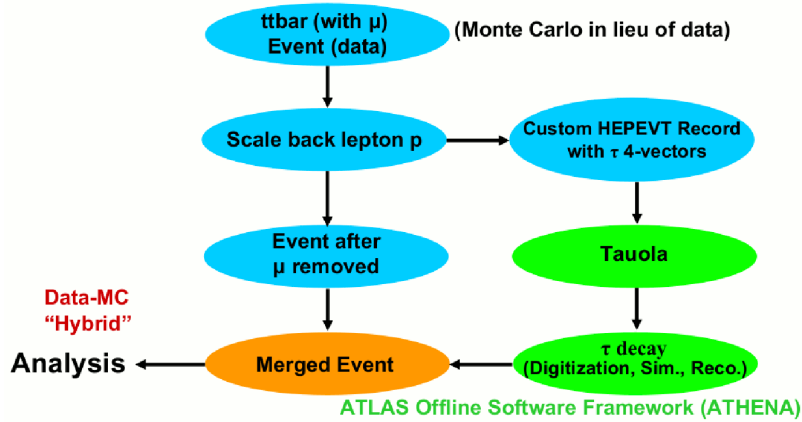 ttbar (with μ)
Event (data)
(Monte Carlo in lieu of data)
Scale back lepton p
Custom HEPEVT Record
with τ 4-vectors
Event after
μ removed
Tauola
Data-MC
“Hybrid”
Analysis
Merged Event
τ decay
(Digitization, Sim., Reco.)
ATLAS Offline Software Framework (ATHENA)